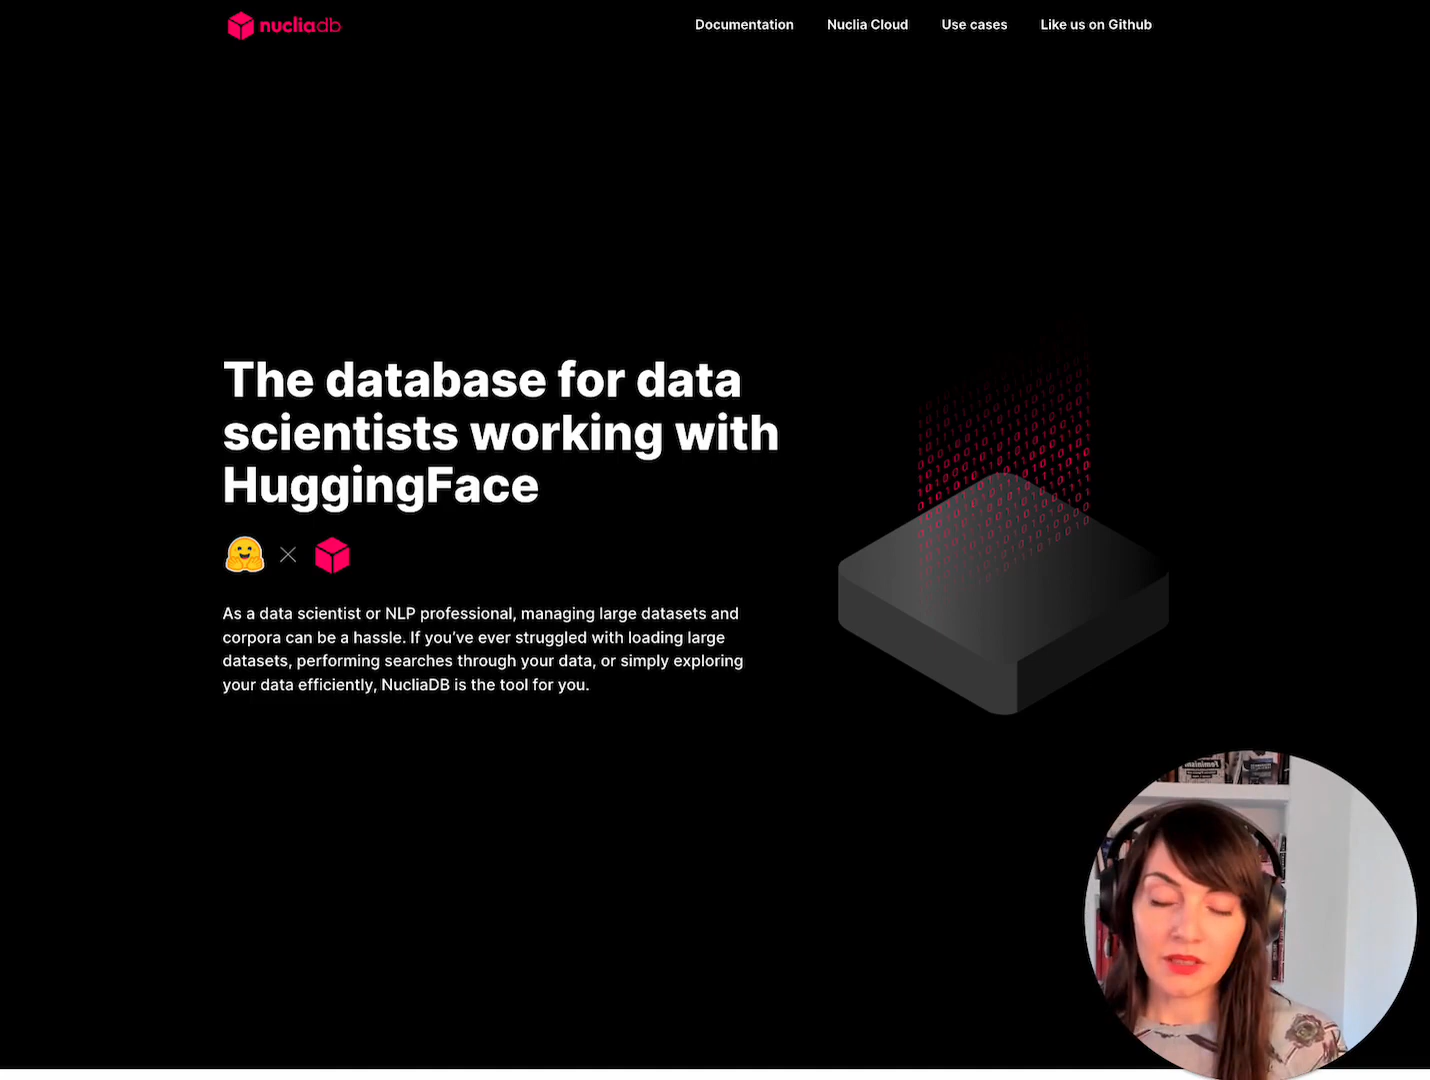 nucliadb
Documentation
Nuclia Cloud
Use cases
Like us on Github
The database for data
scientists working with
HuggingFace
As a data scientist or NLP professional, managing large datasets and
corpora can be a hassle. If you’ve ever struggled with loading large
datasets, performing searches through your data, or simply exploring
your data efficiently, NucliaDB is the tool for you.